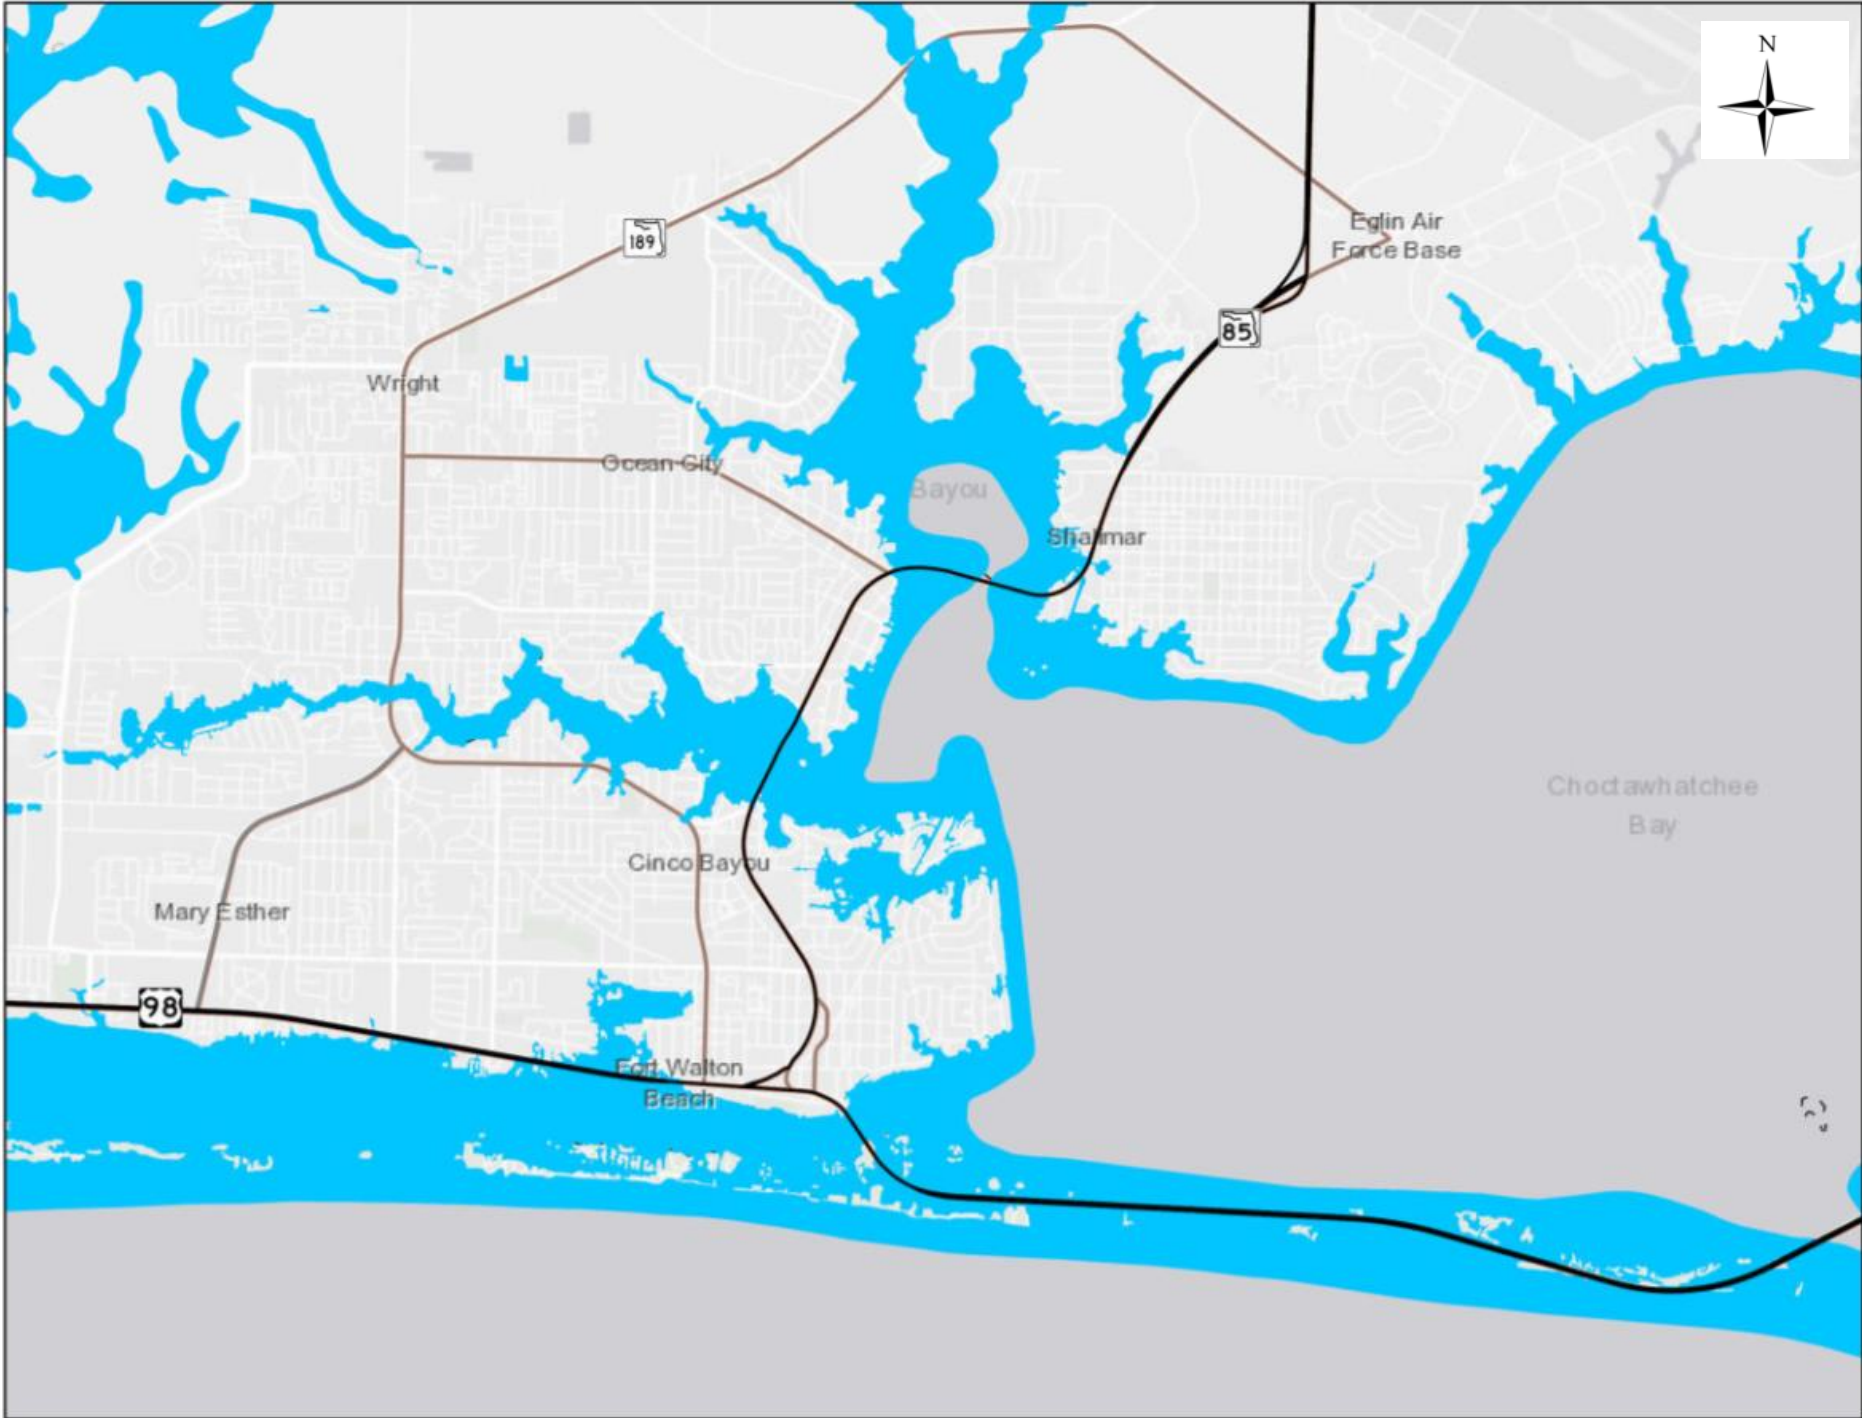 N
189
Eglin Air
Force Base
85
Wright
Ocean City
Bayou
Shalimar
Choctawhatchee
Bay
Cinco Bayou
Mary Esther
98
Fort Walton
Beach